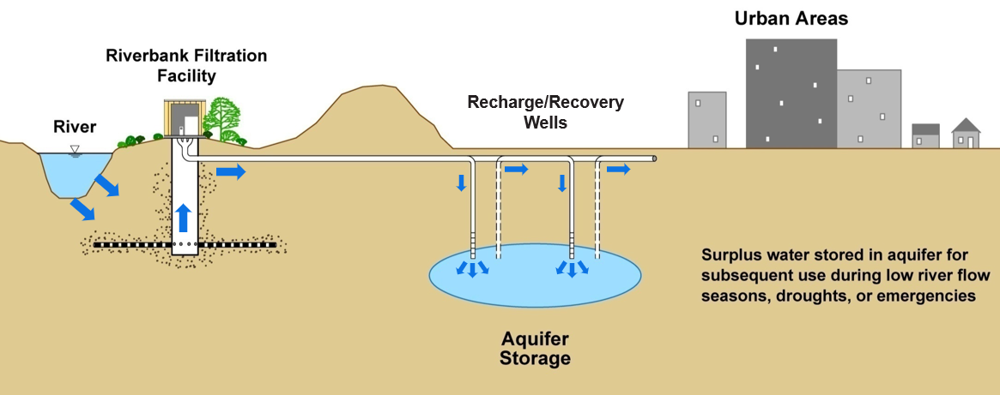 Urban Areas
Riverbank Filtration
Facility
Recharge/Recovery
Wells
River
Surplus water stored in aquifer for
subsequent use during low river flow
seasons, droughts, or emergencies
Aquifer
Storage